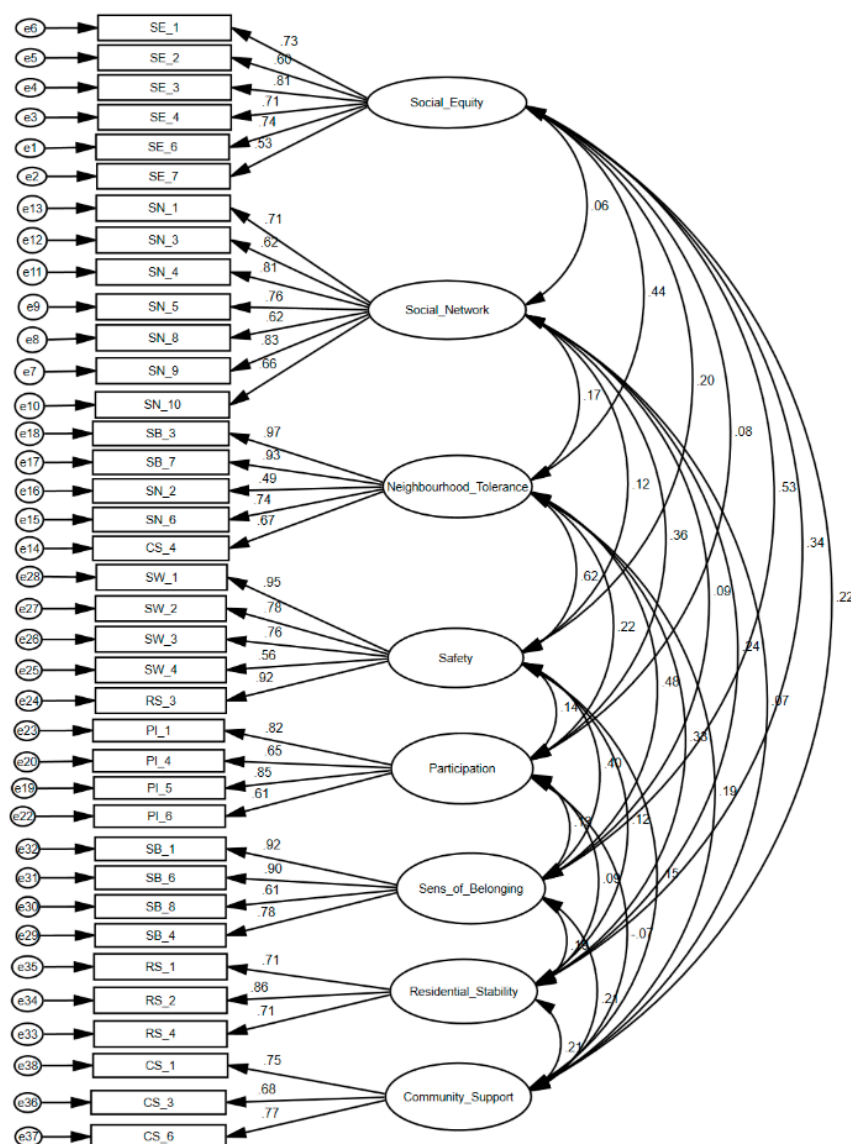 e6 SE_1 .73
e5 SE_2 .60
e4 SE_3 .81
e3 SE_4 .71
e1 SE_6 .74
e2 SE_7 .53
Social_Equity
e13 SN_1 .71
e12 SN_3 .62
e11 SN_4 .81
e9 SN_5 .76
e8 SN_8 .62
e7 SN_9 .83
e10 SN_10 .66
Social_Network
e18 SB_3 .97
e17 SB_7 .93
e16 SN_2 .49
e15 SN_6 .74
e14 CS_4 .67
Neighbourhood_Tolerance
e28 SW_1 .95
e27 SW_2 .78
e26 SW_3 .76
e25 SW_4 .56
e24 RS_3 .92
Safety
e23 PI_1 .82
e20 PI_4 .65
e19 PI_5 .85
e22 PI_6 .61
Participation
e32 SB_1 .92
e31 SB_6 .90
e30 SB_8 .61
e29 SB_4 .78
Sens_of_Belonging
e35 RS_1 .71
e34 RS_2 .86
e33 RS_4 .71
Residential_Stability
e38 CS_1 .75
e36 CS_3 .68
e37 CS_6 .77
Community_Support
.06
.44
.20
.08
.53
.34
.22
.17
.12
.36
.09
.24
.07
.62
.22
.48
.33
.19
.14
.40
.12
.15
.09
-.07
.21
.21